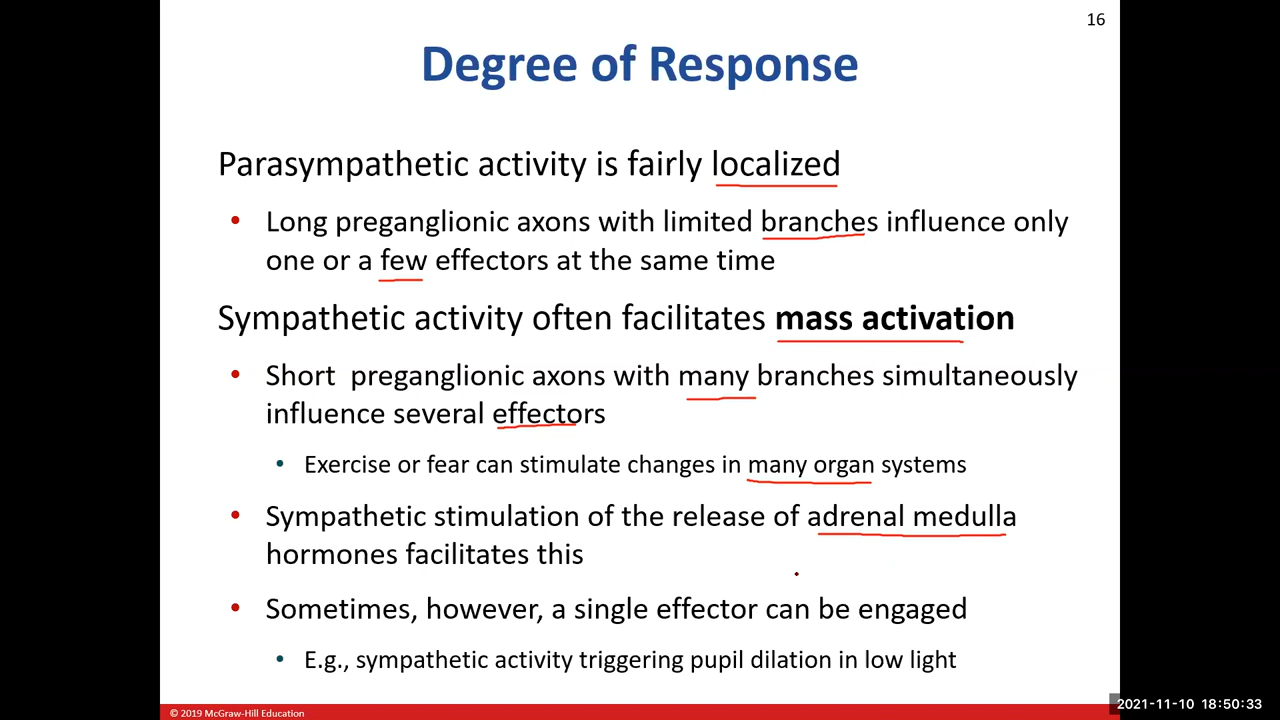 16
Degree of Response
Parasympathetic activity is fairly localized
• Long preganglionic axons with limited branches influence only
one or a few effectors at the same time
Sympathetic activity often facilitates mass activation
• Short preganglionic axons with many branches simultaneously
influence several effectors
• Exercise or fear can stimulate changes in many organ systems
• Sympathetic stimulation of the release of adrenal medulla
hormones facilitates this
• Sometimes, however, a single effector can be engaged
• E.g., sympathetic activity triggering pupil dilation in low light
© 2019 McGraw-Hill Education
2021-11-10 18:50:33